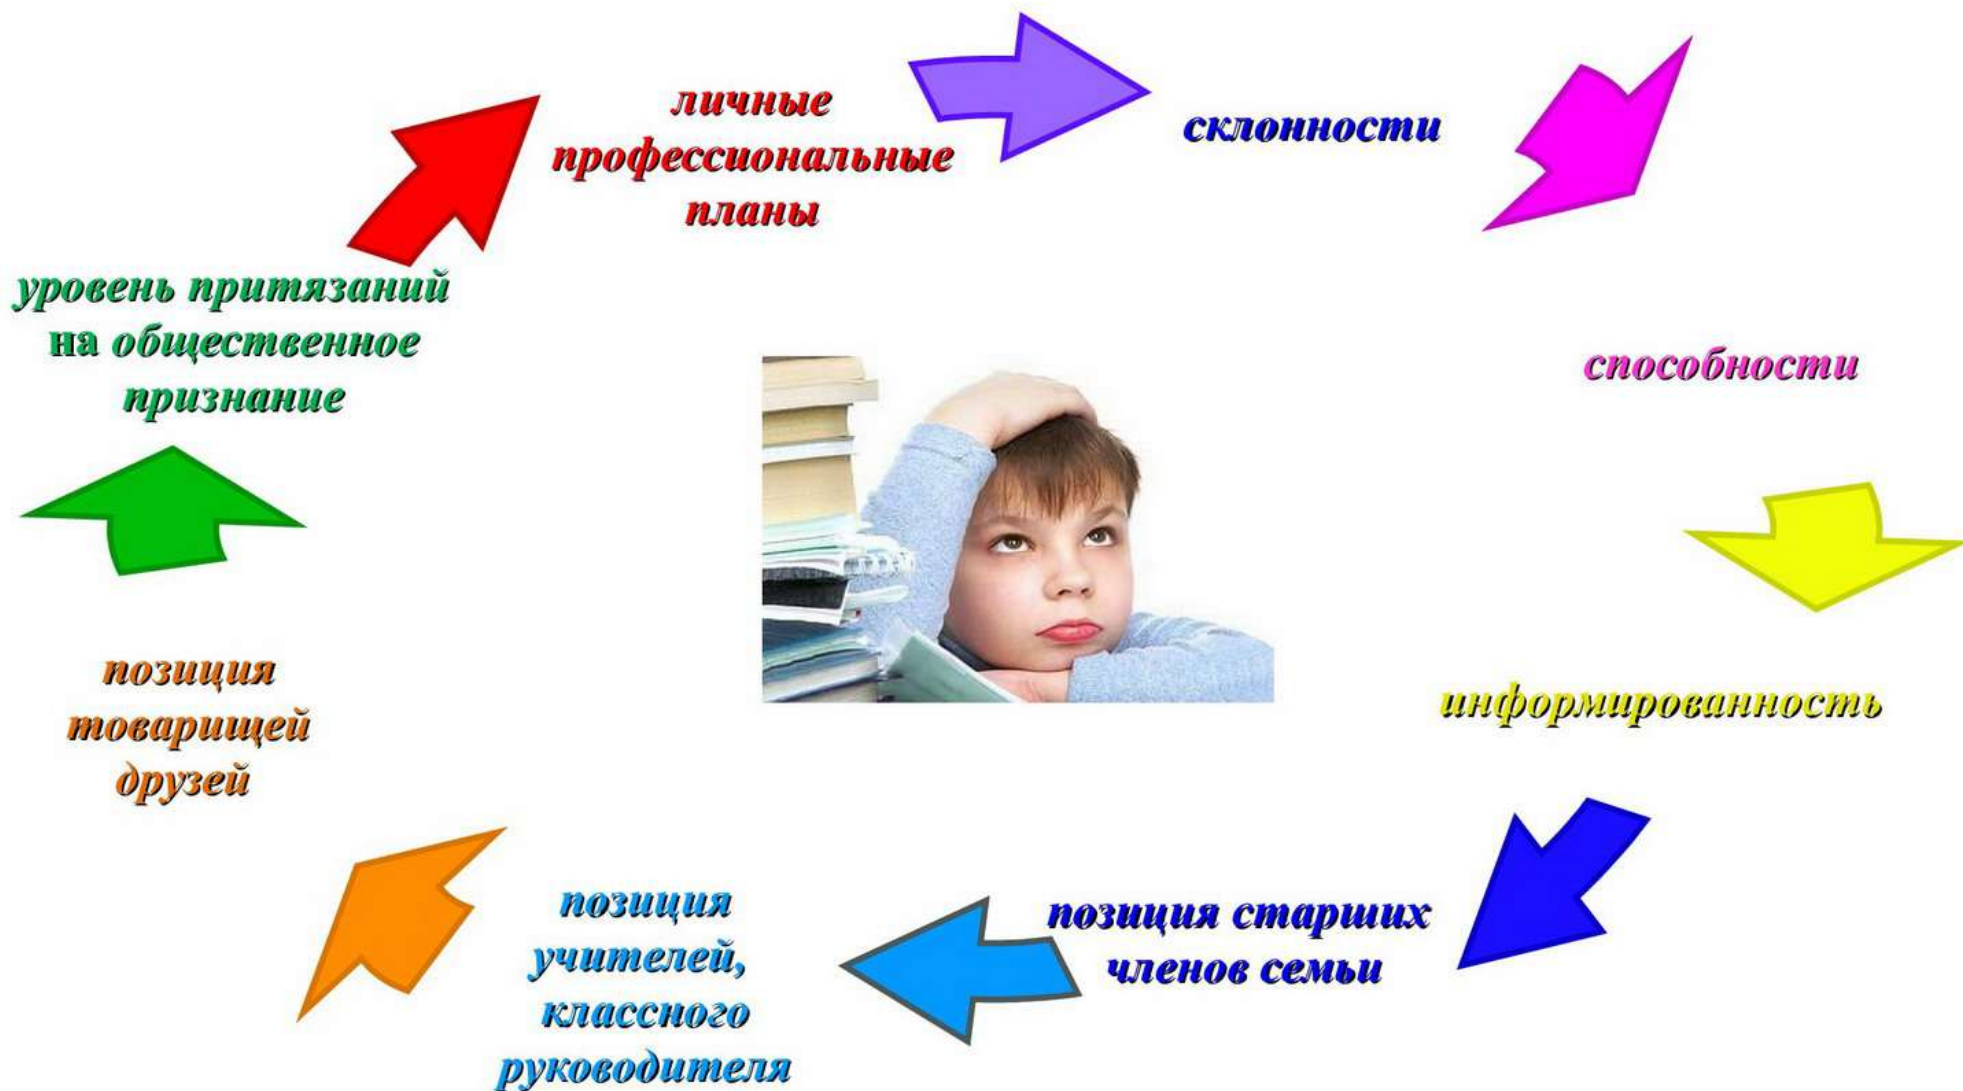 личные
профессиональные
планы
склонности
способности
информированность
позиция старших
членов семьи
позиция
учителей,
классного
руководителя
позиция
товарищей
друзей
уровень притязаний
на общественное
признание